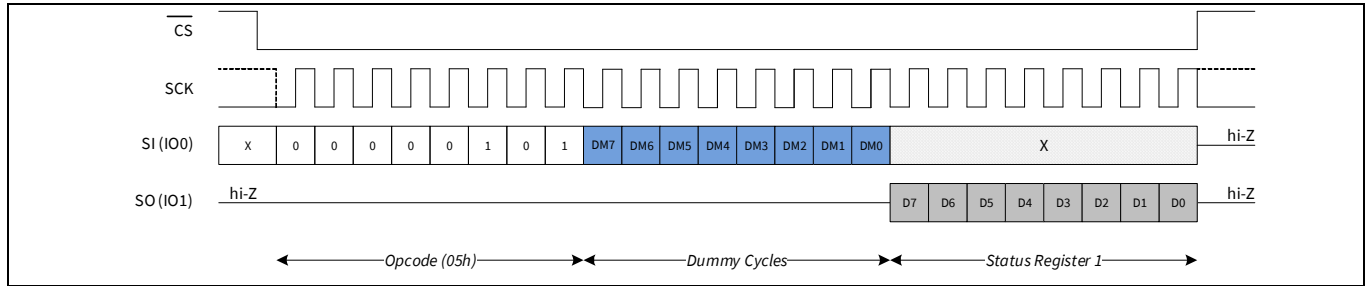 CS
SCK
SI (IO0) X 0 0 0 0 0 1 0 1 DM7 DM6 DM5 DM4 DM3 DM2 DM1 DM0 X hi-Z
SO (IO1) hi-Z D7 D6 D5 D4 D3 D2 D1 D0 hi-Z
Opcode (05h) Dummy Cycles Status Register 1